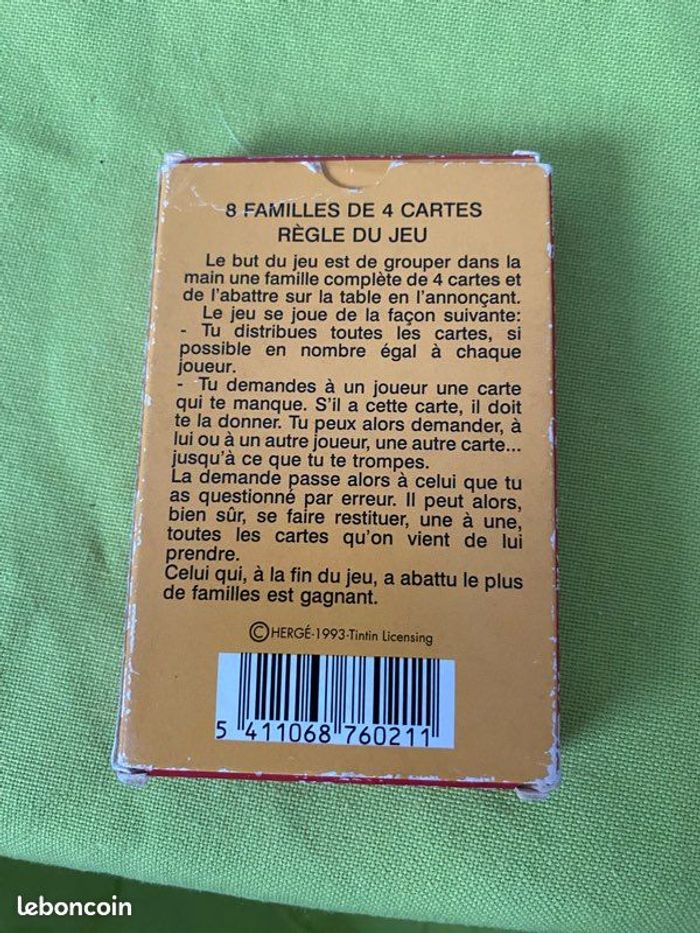 8 FAMILLES DE 4 CARTES
RÈGLE DU JEU
Le but du jeu est de grouper dans la
main une famille complète de 4 cartes et
de l'abattre sur la table en l'annonçant.
Le jeu se joue de la façon suivante:
- Tu distribues toutes les cartes, si
possible en nombre égal à chaque
joueur.
- Tu demandes à un joueur une carte
qui te manque. S'il a cette carte, il doit
te la donner. Tu peux alors demander, à
lui ou à un autre joueur, une autre carte...
jusqu'à ce que tu te trompes.
La demande passe alors à celui que tu
as questionné par erreur. Il peut alors,
bien sûr, se faire restituer, une à une,
toutes les cartes qu'on vient de lui
prendre.
Celui qui, à la fin du jeu, a abattu le plus
de familles est gagnant.
©HERGÉ-1993-Tintin Licensing
5 411068 760211
leboncoin